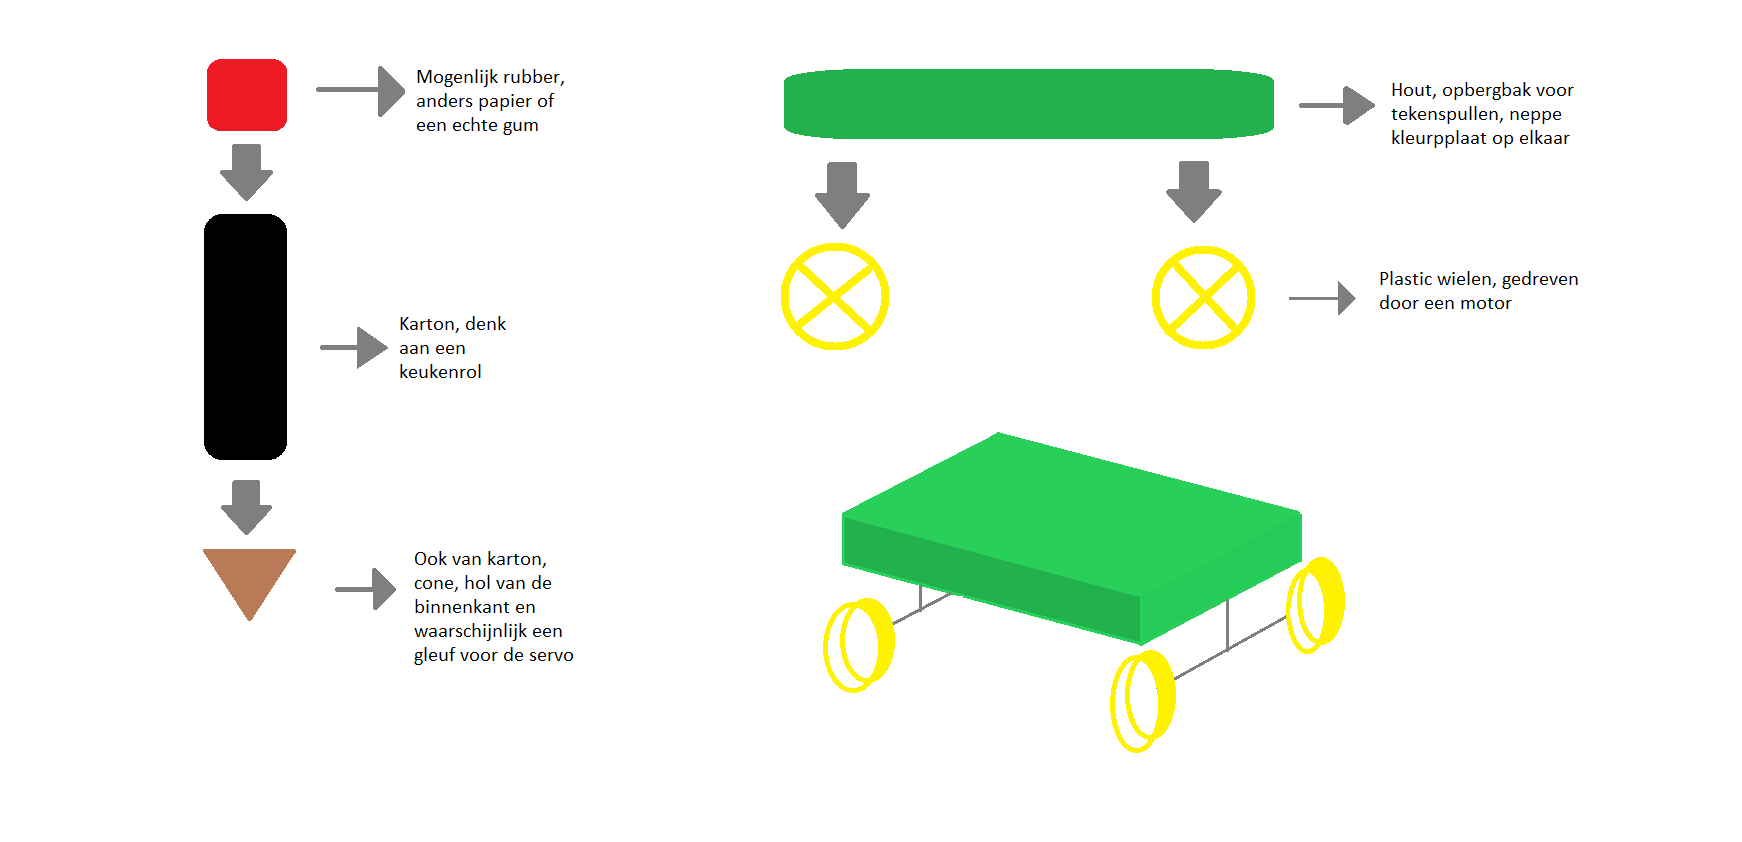 Mogenlijk rubber,
anders papier of
een echte gum
Karton, denk
aan een
keukenrol
Ook van karton,
cone, hol van de
binnenkant en
waarschijnlijk een
gleuf voor de servo
Hout, opbergbak voor
tekenspullen, neppe
kleurpplaat op elkaar
Plastic wielen, gedreven
door een motor